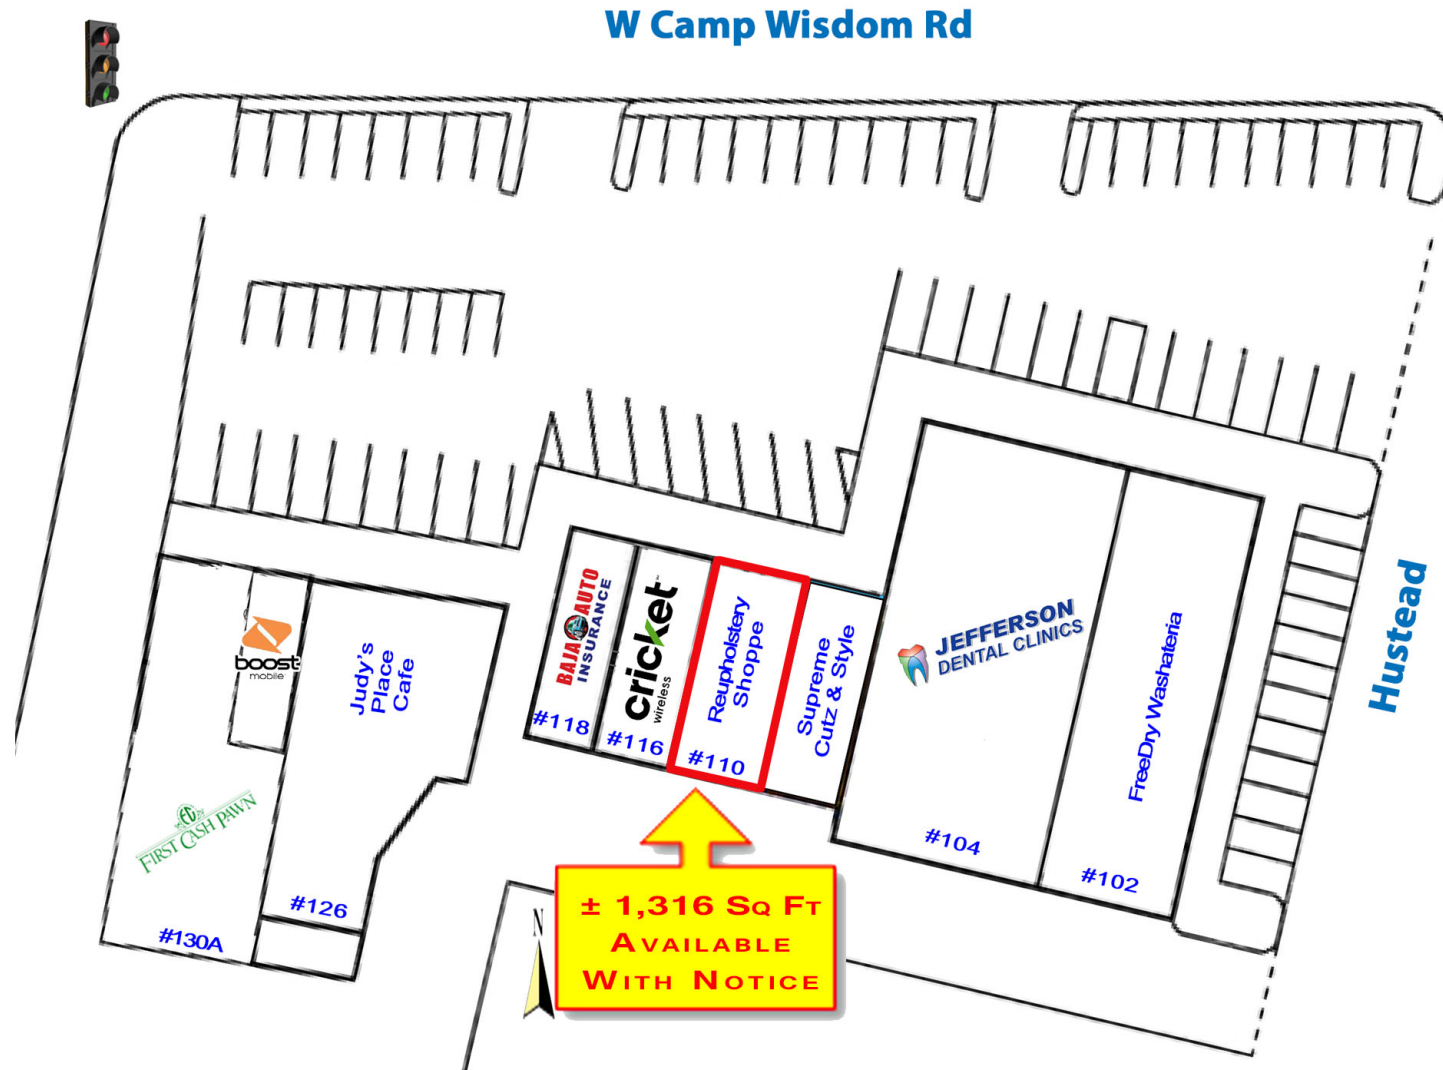 W Camp Wisdom Rd
boost
mobile
Judy's
Place
Cafe
EC
FIRST CASH PAWN
#126
#130A
BAJA AUTO
INSURANCE
#118
cricket
wireless
#116
Reupholstery
Shoppe
#110
Supreme
Cutz & Style
JEFFERSON
DENTAL CLINICS
#104
FreeDry Washateria
#102
Hustead
N
± 1,316 SQ FT
AVAILABLE
WITH NOTICE